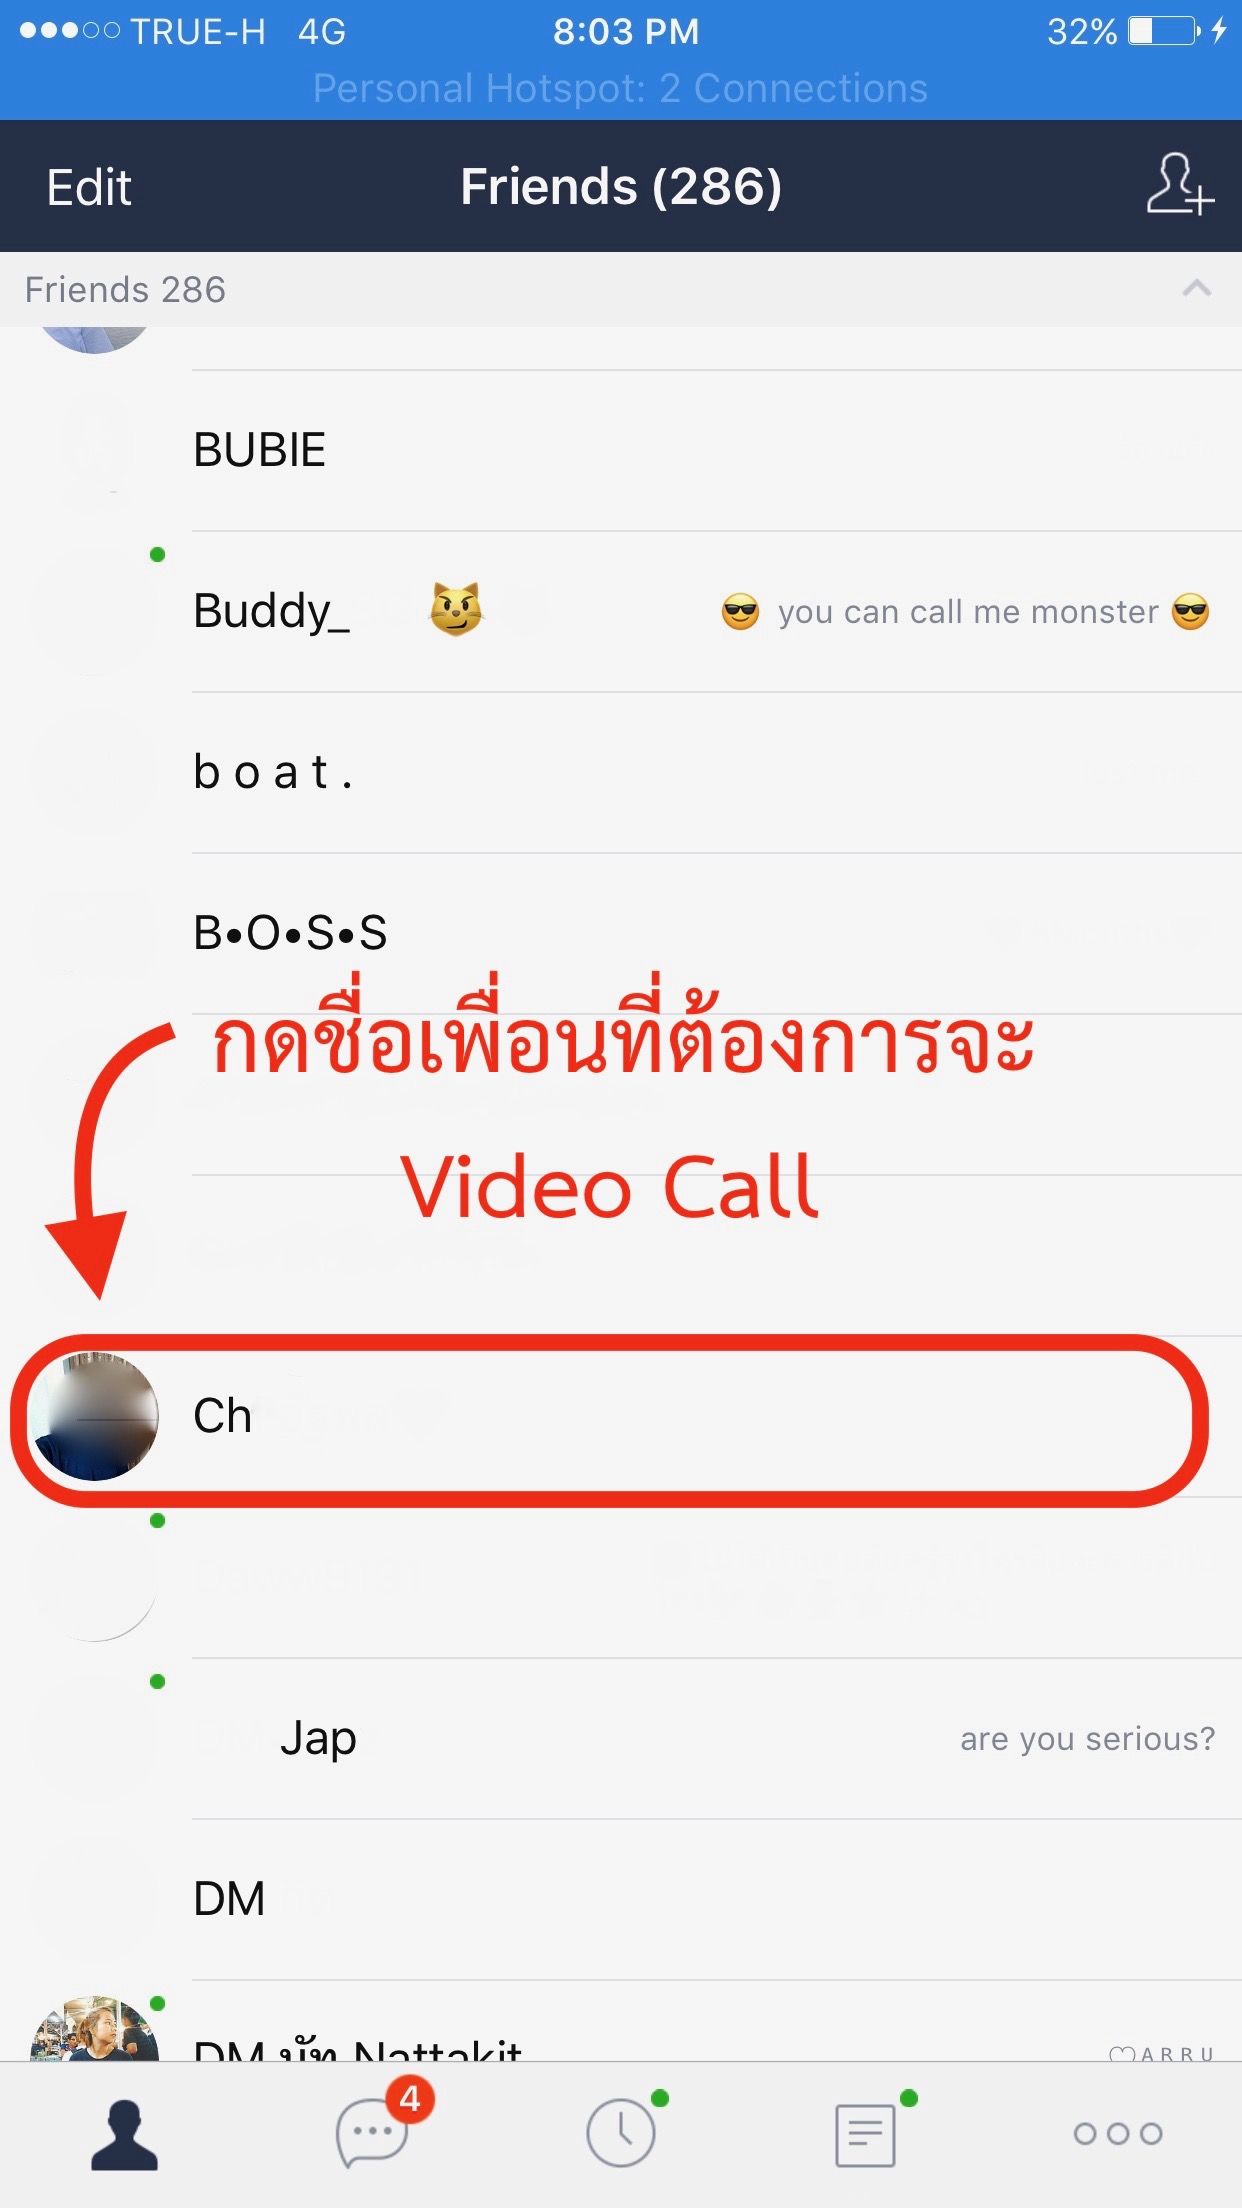 TRUE-H 4G 8:03 PM 32%
Personal Hotspot: 2 Connections
Edit Friends (286)
Friends 286
BUBIE
Buddy_ 😼 😎 you can call me monster 😎
b o a t .
B•O•S•S
กดชื่อเพื่อนที่ต้องการจะ
Video Call
Ch
Jap are you serious?
DM
DM นัท Nattakit ♡ARRU
4